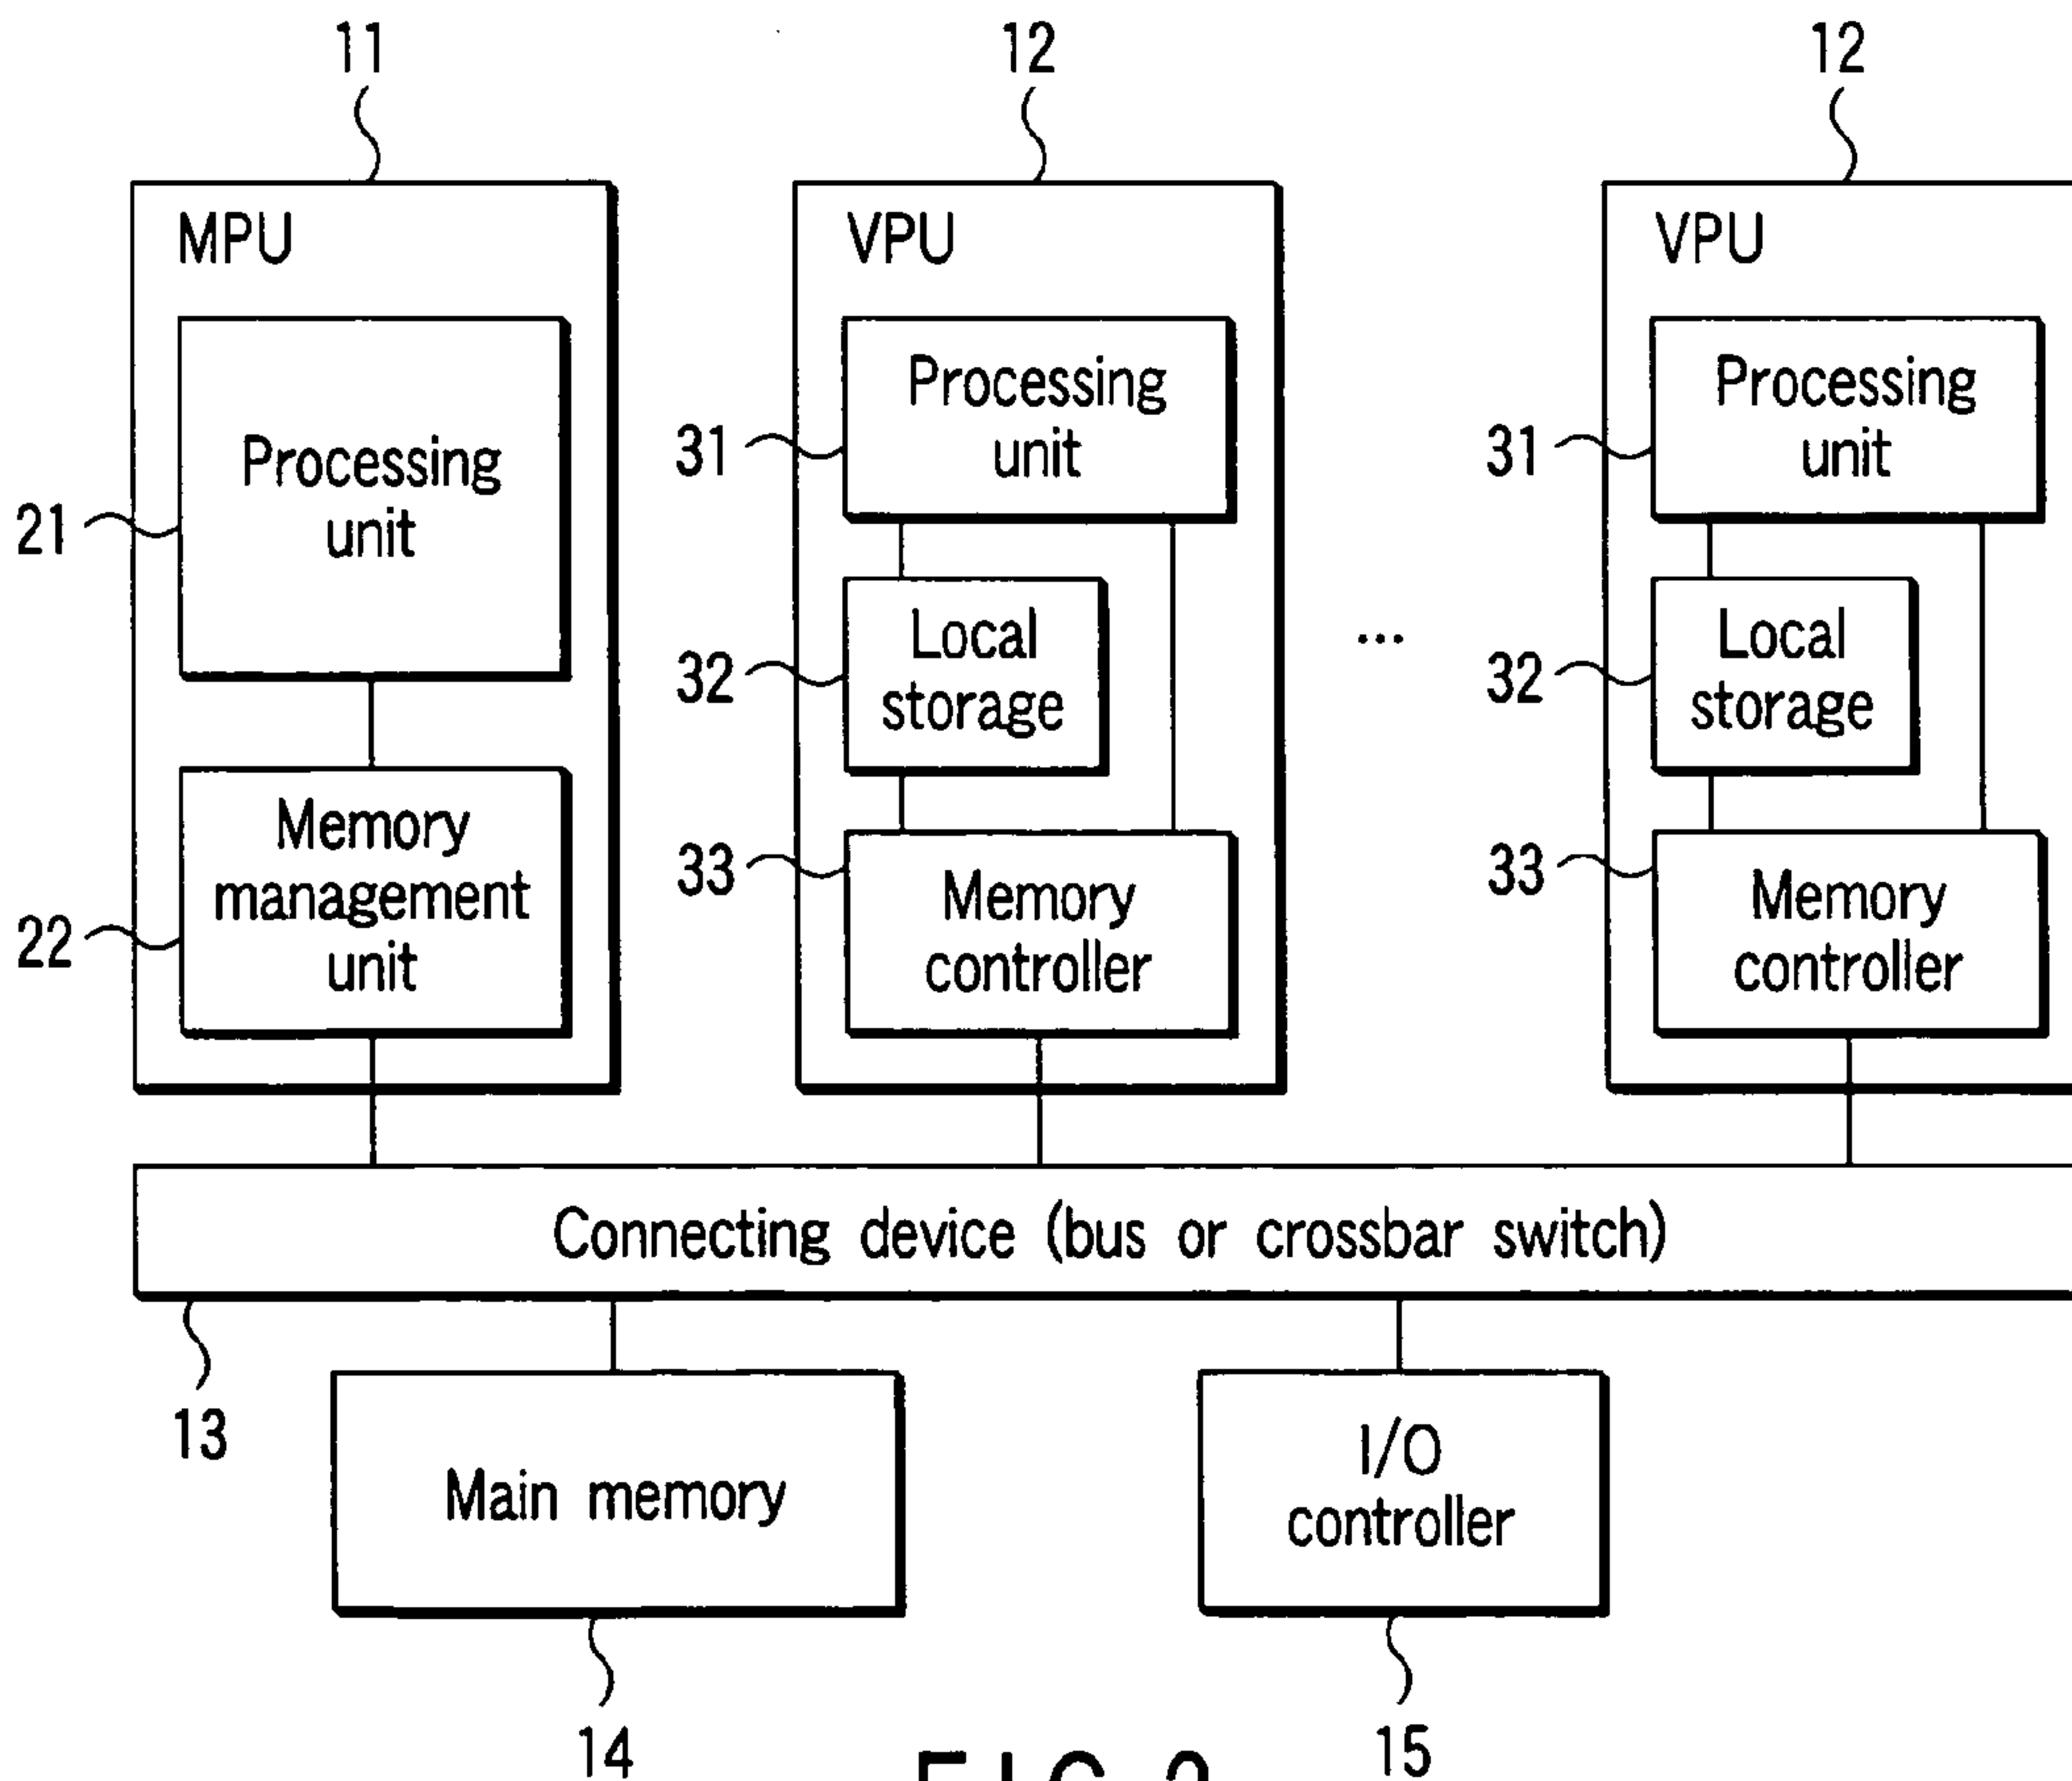 11
12
12
MPU
VPU
VPU
Processing
unit
21
Processing
unit
31
Processing
unit
31
Local
storage
32
...
Local
storage
32
Memory
management
unit
22
Memory
controller
33
Memory
controller
33
Connecting device (bus or crossbar switch)
13
Main memory
14
I/O
controller
15